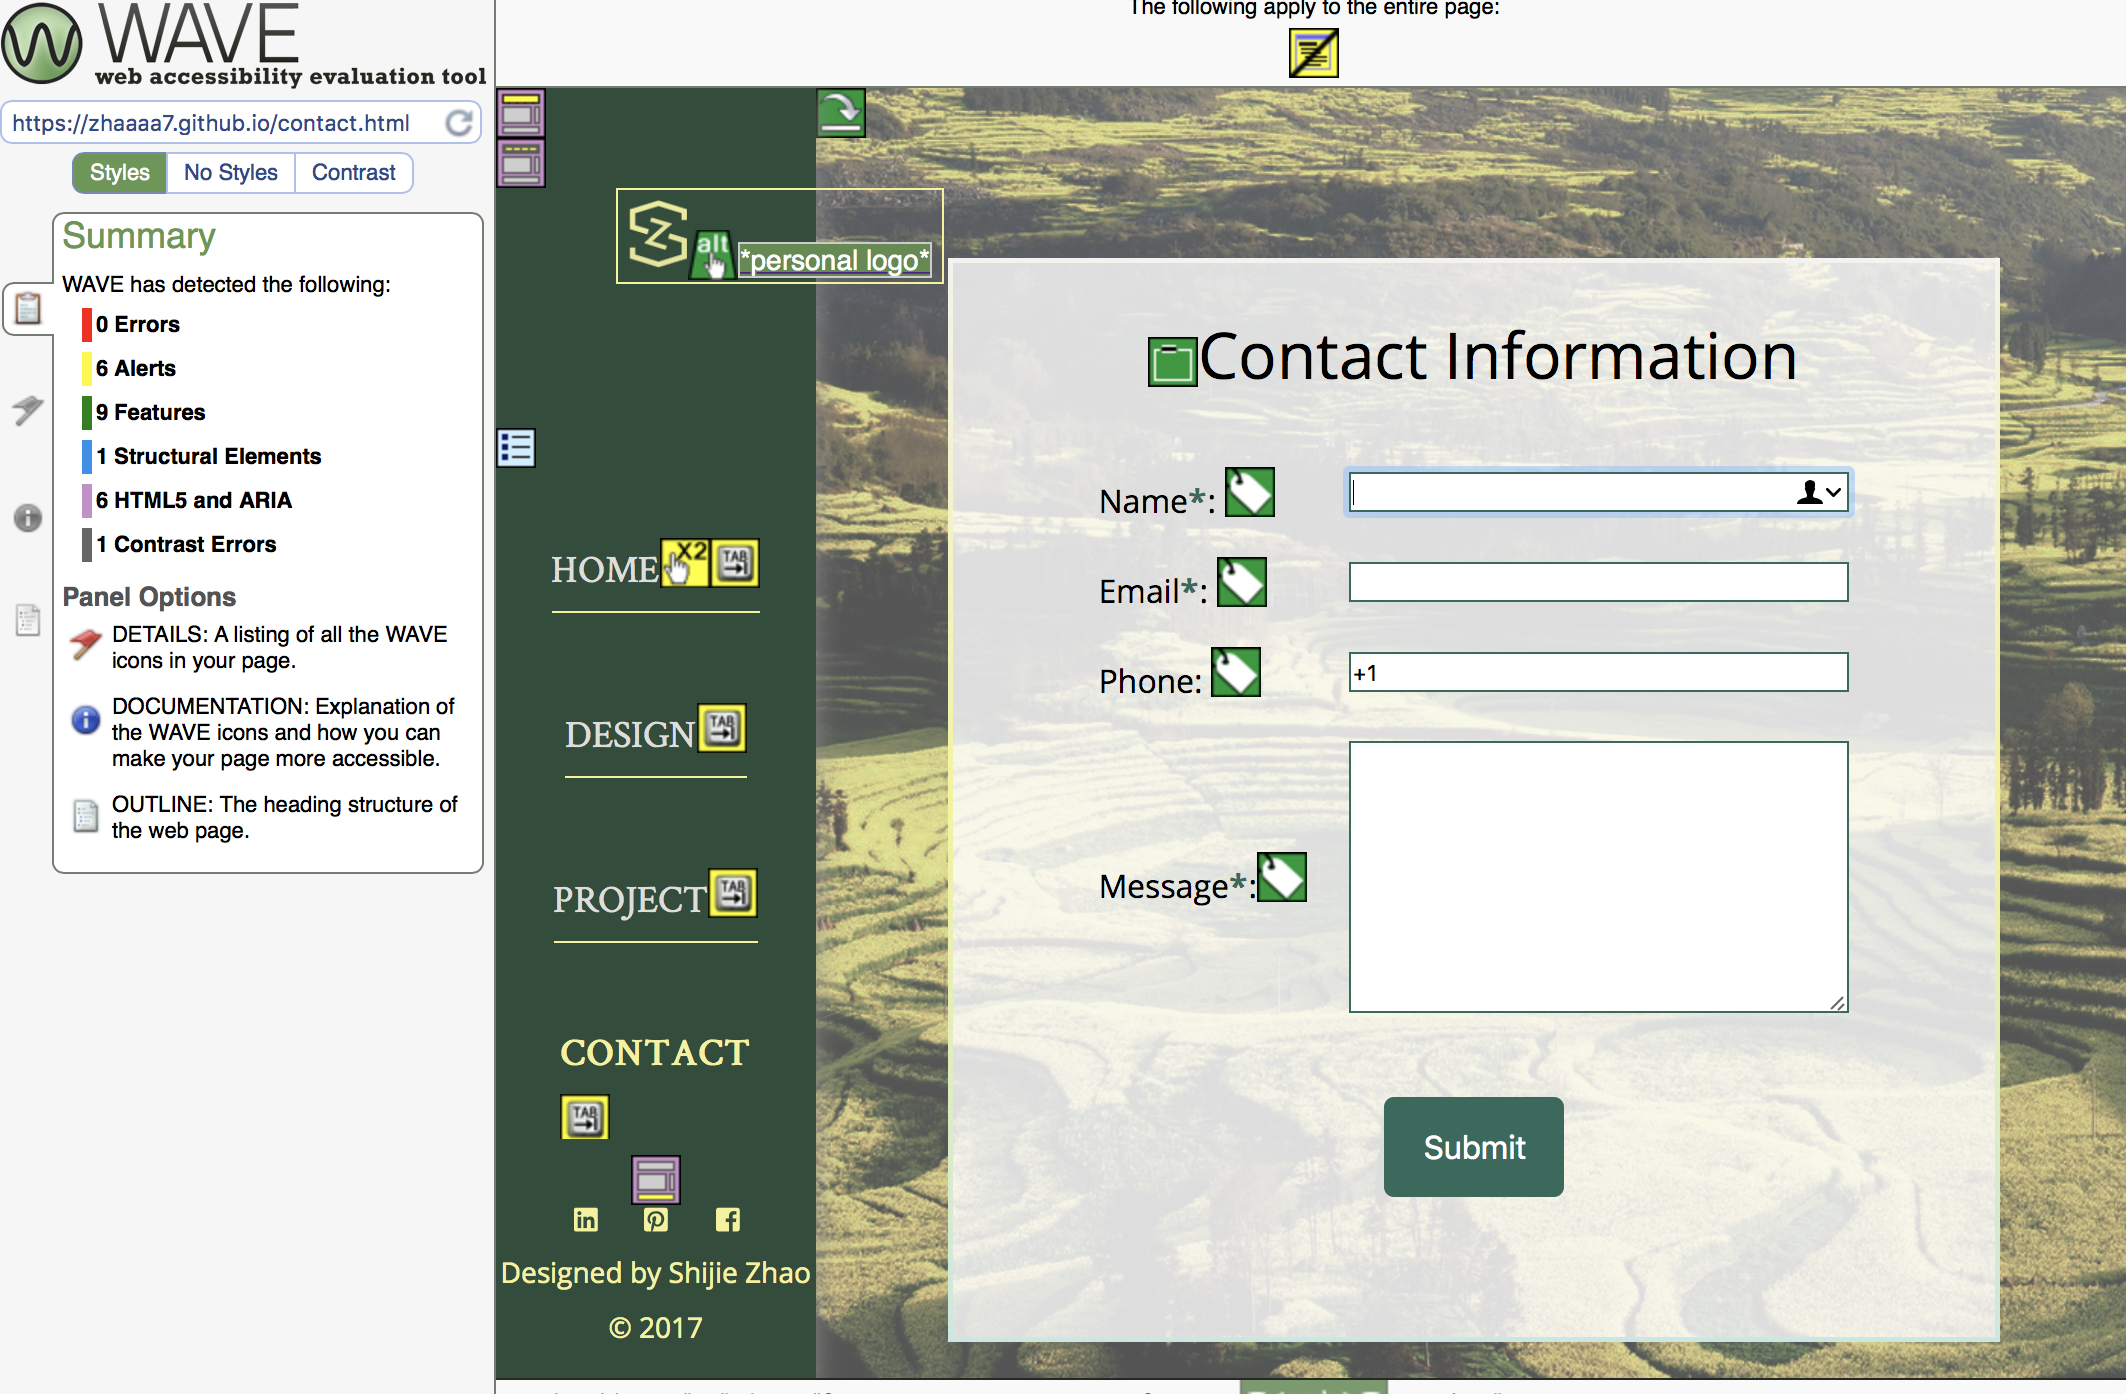 WAVE
web accessibility evaluation tool
https://zhaaaa7.github.io/contact.html
Styles
No Styles
Contrast
Summary
WAVE has detected the following:
0 Errors
6 Alerts
9 Features
1 Structural Elements
6 HTML5 and ARIA
1 Contrast Errors
Panel Options
DETAILS: A listing of all the WAVE
icons in your page.
DOCUMENTATION: Explanation of
the WAVE icons and how you can
make your page more accessible.
OUTLINE: The heading structure of
the web page.
The following apply to the entire page:
alt
*personal logo*
HOME
X2
TAB
DESIGN
TAB
PROJECT
TAB
CONTACT
TAB
in
Designed by Shijie Zhao
© 2017
Contact Information
Name*:
Email*:
Phone:
+1
Message*:
Submit